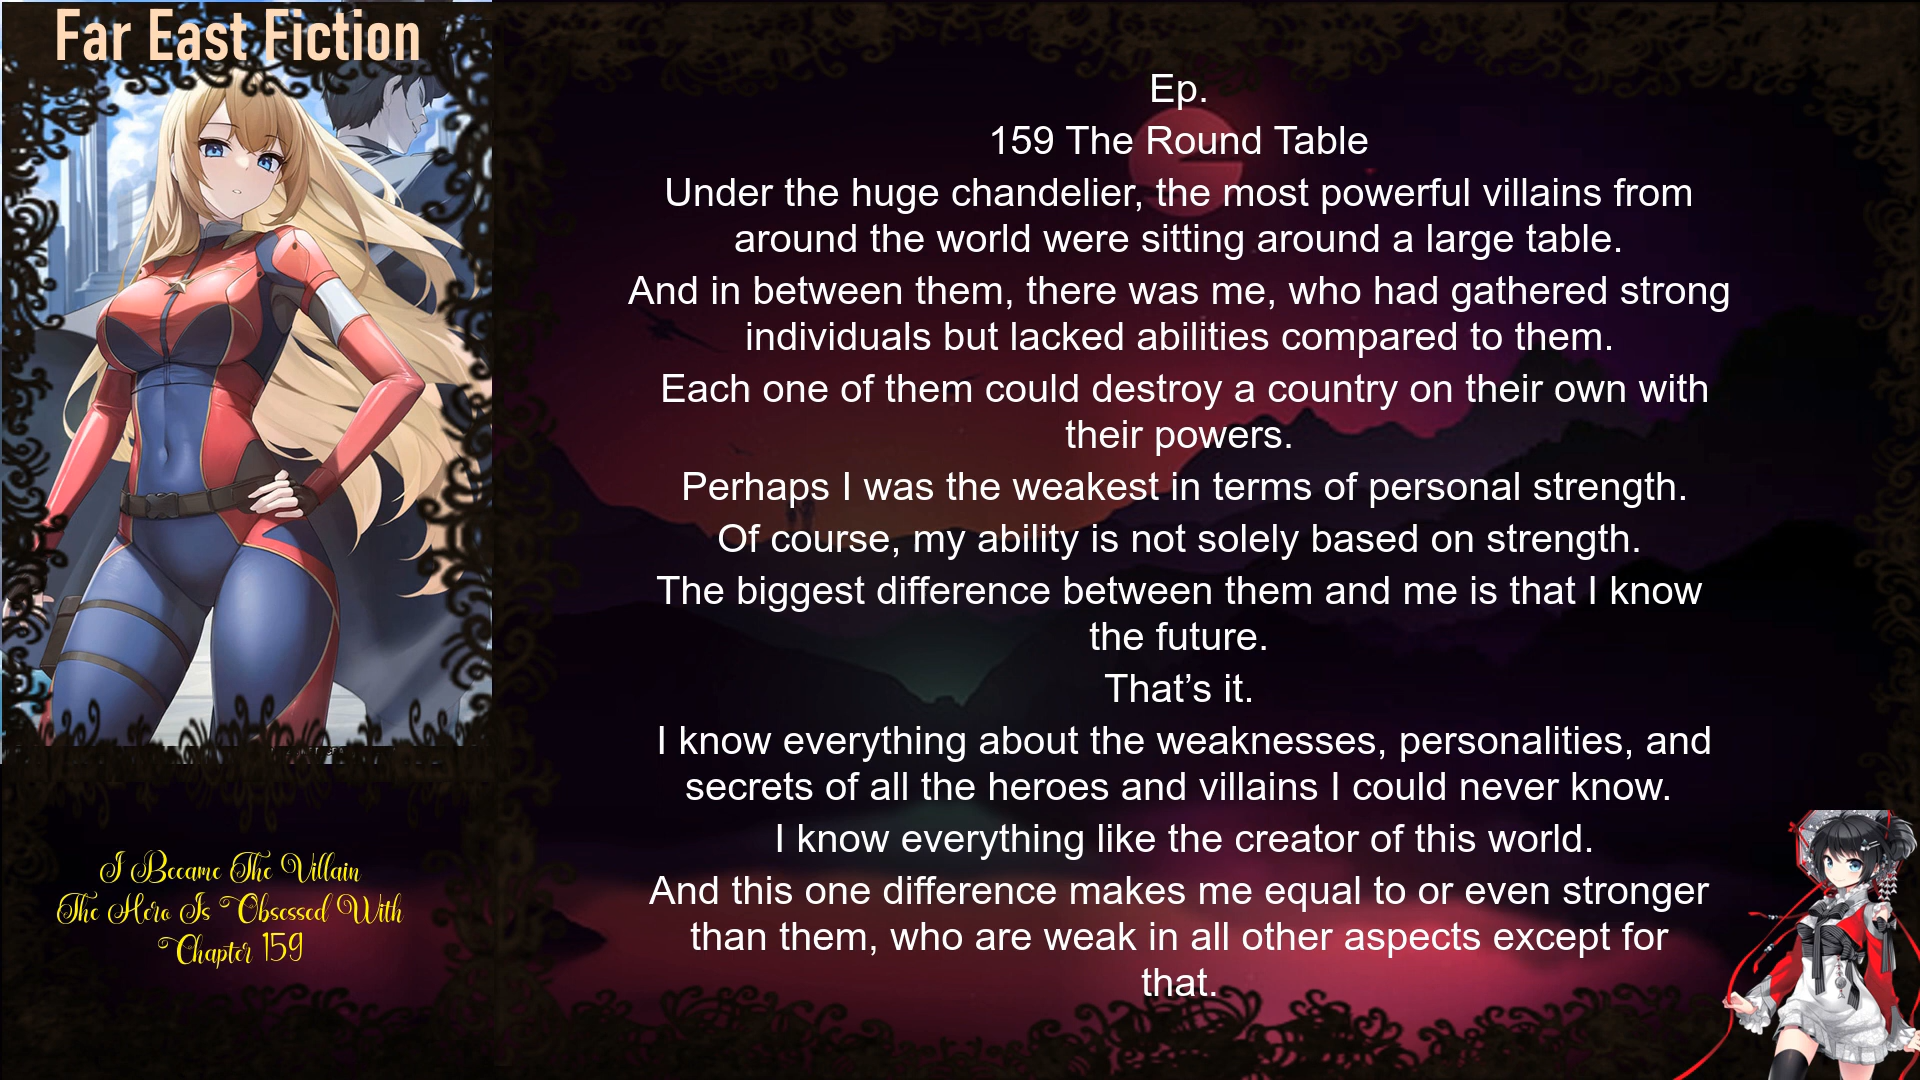 Far East Fiction
Ep.
159 The Round Table
Under the huge chandelier, the most powerful villains from
around the world were sitting around a large table.
And in between them, there was me, who had gathered strong
individuals but lacked abilities compared to them.
Each one of them could destroy a country on their own with
their powers.
Perhaps I was the weakest in terms of personal strength.
Of course, my ability is not solely based on strength.
The biggest difference between them and me is that I know
the future.
That’s it.
I know everything about the weaknesses, personalities, and
secrets of all the heroes and villains I could never know.
I know everything like the creator of this world.
And this one difference makes me equal to or even stronger
than them, who are weak in all other aspects except for
that.
I Became The Villain
The Hero Is Obsessed With
Chapter 159